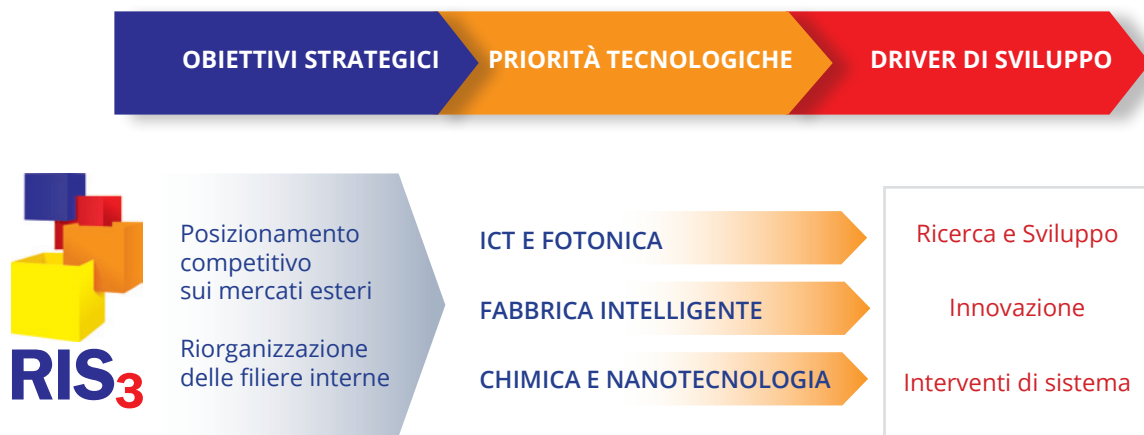 OBIETTIVI STRATEGICI
PRIORITÀ TECNOLOGICHE
DRIVER DI SVILUPPO
RIS3
Posizionamento
competitivo
sui mercati esteri
Riorganizzazione
delle filiere interne
ICT E FOTONICA
FABBRICA INTELLIGENTE
CHIMICA E NANOTECNOLOGIA
Ricerca e Sviluppo
Innovazione
Interventi di sistema